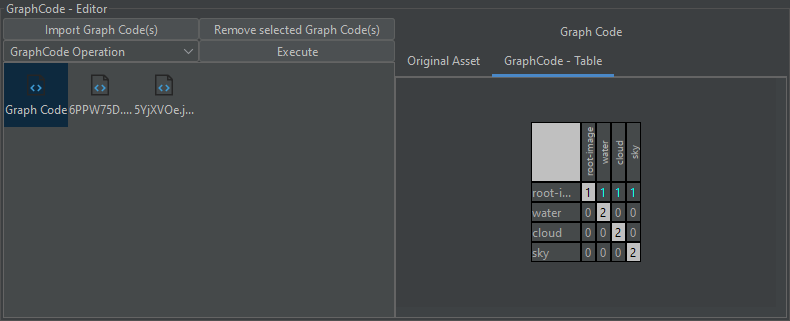 GraphCode - Editor
Import Graph Code(s)
Remove selected Graph Code(s)
GraphCode Operation
Execute
Graph Code
6PPW75D....
5YjXVOe.j...
Graph Code
Original Asset
GraphCode - Table
root-image
water
cloud
sky
root-i... 1 1 1 1
water 0 2 0 0
cloud 0 0 2 0
sky 0 0 0 2